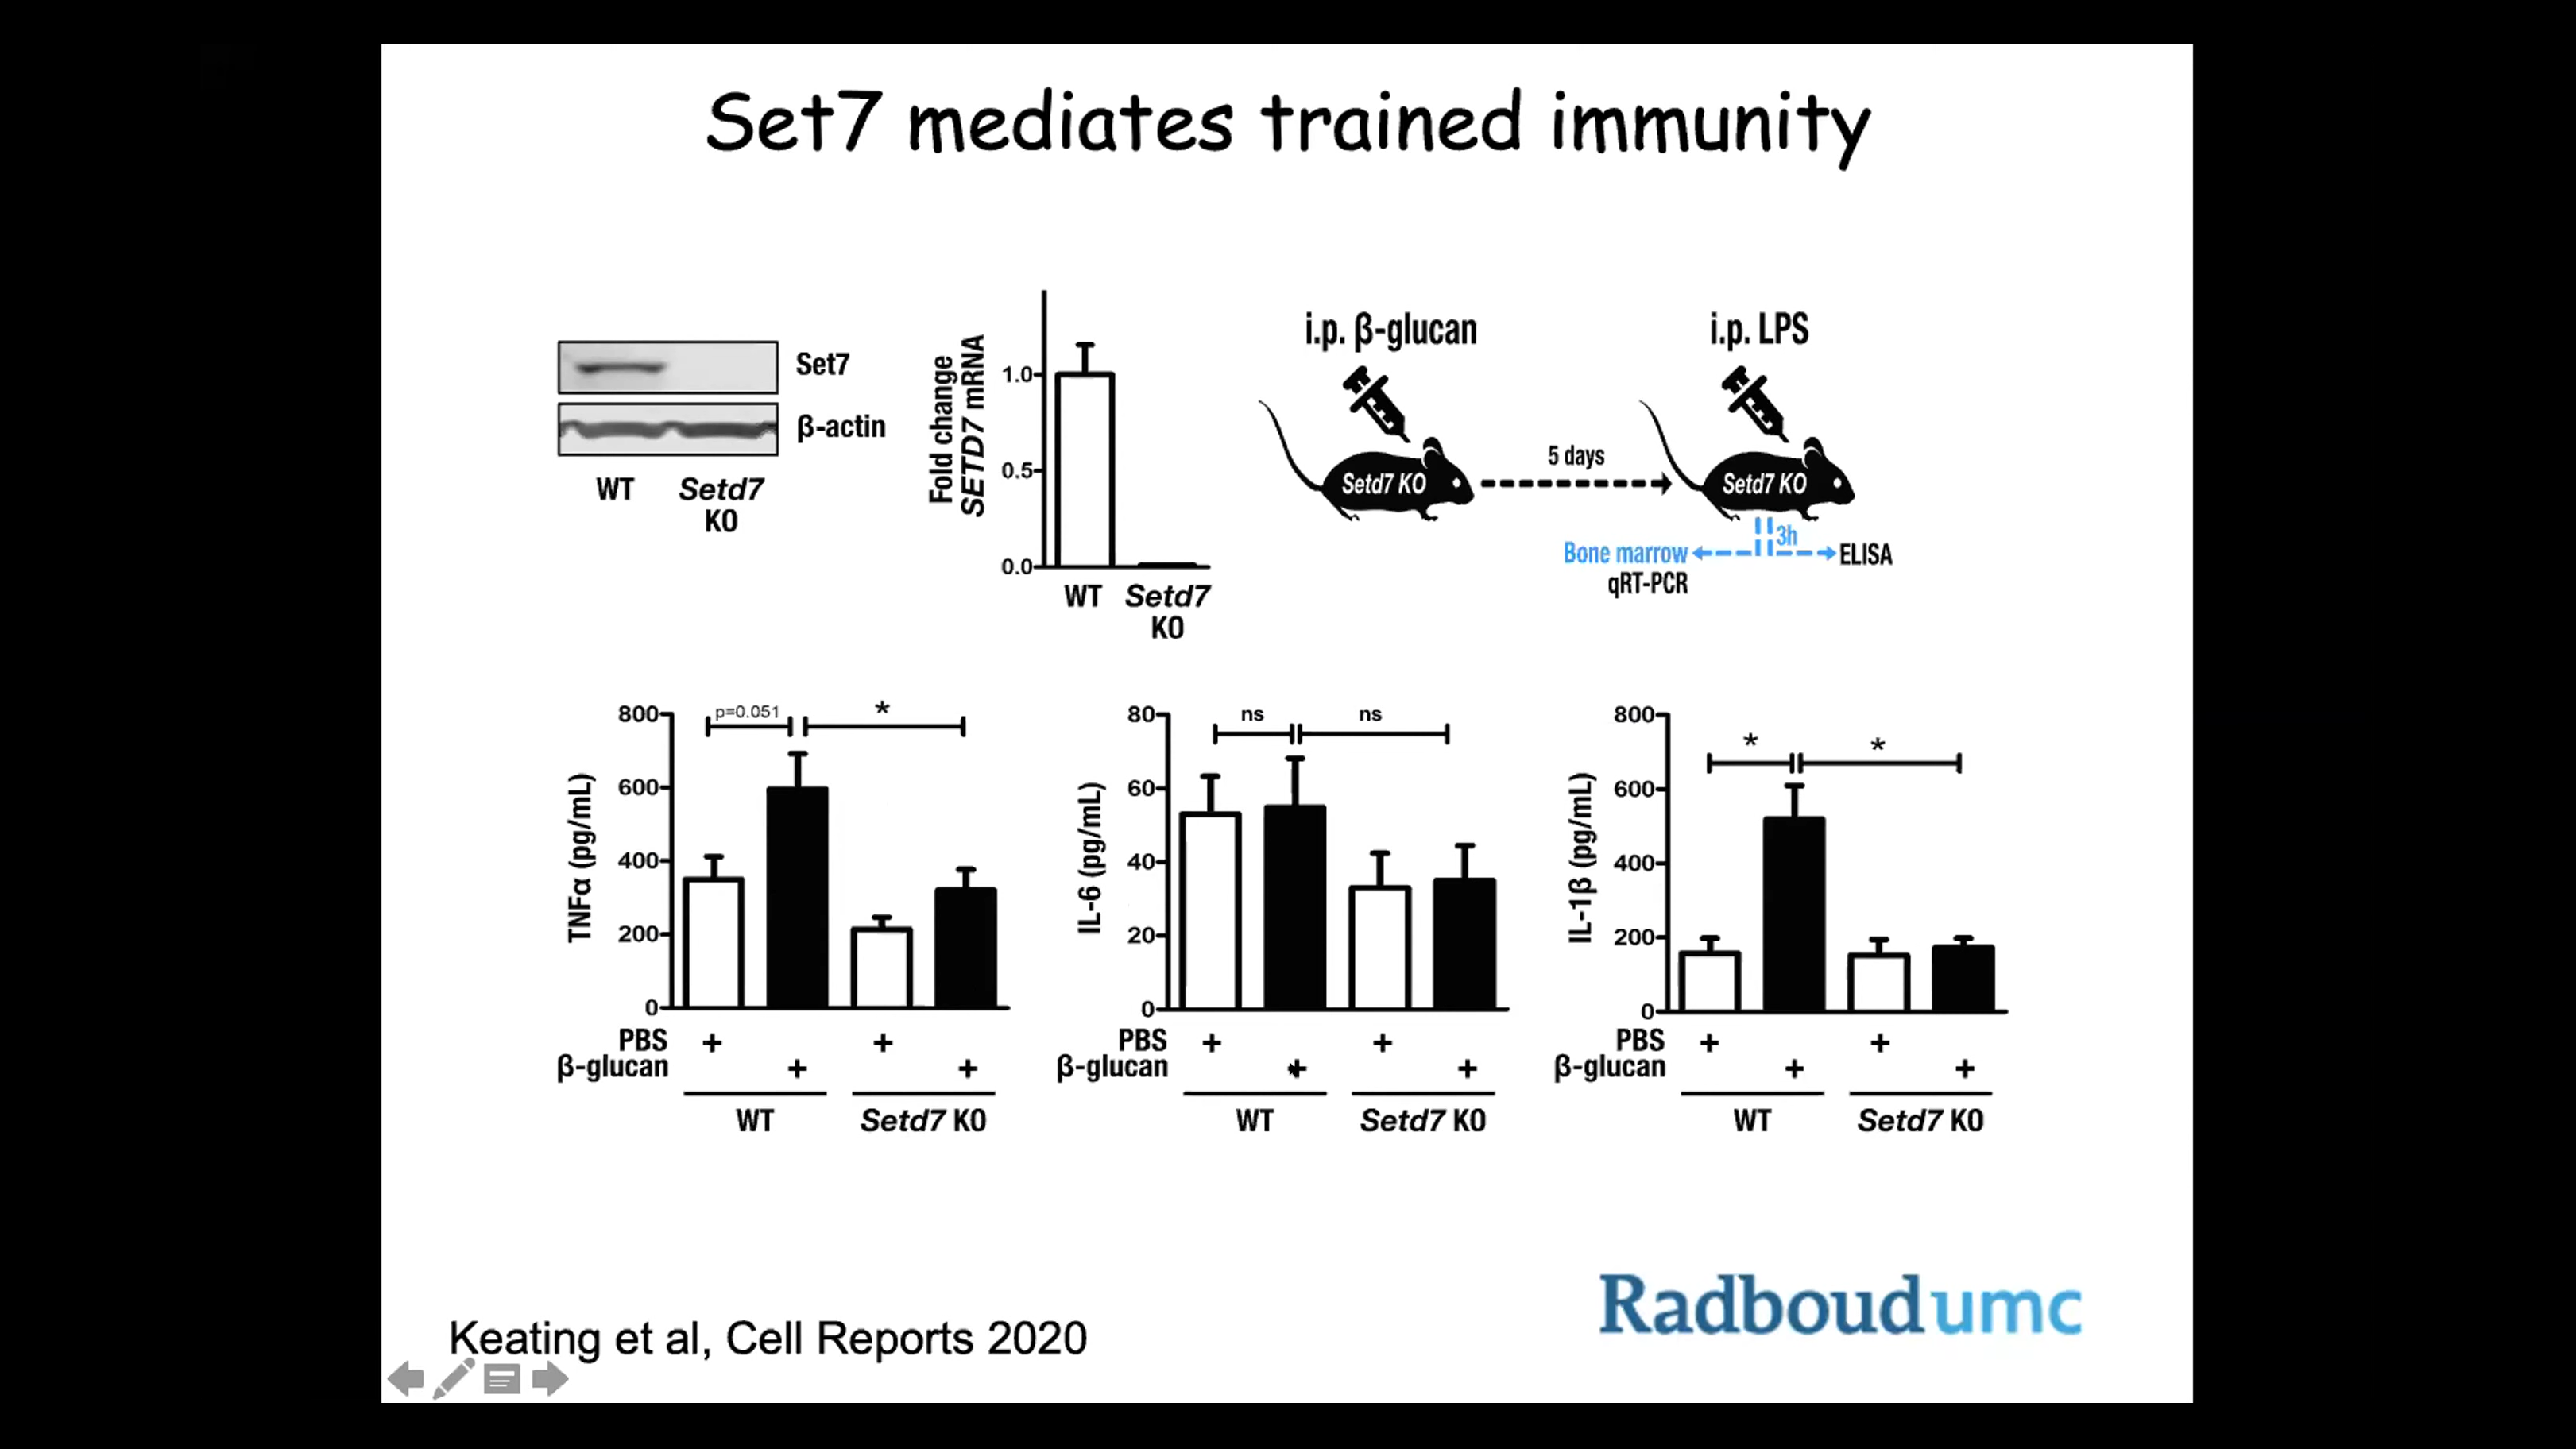 Set7 mediates trained immunity
Set7
β-actin
WT
Setd7
KO
Fold change
SETD7 mRNA
1.0
0.5
0.0
WT
Setd7
KO
i.p. β-glucan
i.p. LPS
Setd7 KO
5 days
Setd7 KO
3h
Bone marrow
ELISA
qRT-PCR
TNFα (pg/mL)
800
600
400
200
0
p=0.051
*
PBS + +
β-glucan + +
WT
Setd7 KO
IL-6 (pg/mL)
80
60
40
20
0
ns
ns
PBS + +
β-glucan + +
WT
Setd7 KO
IL-1β (pg/mL)
800
600
400
200
0
*
*
PBS + +
β-glucan + +
WT
Setd7 KO
Keating et al, Cell Reports 2020
Radboudumc